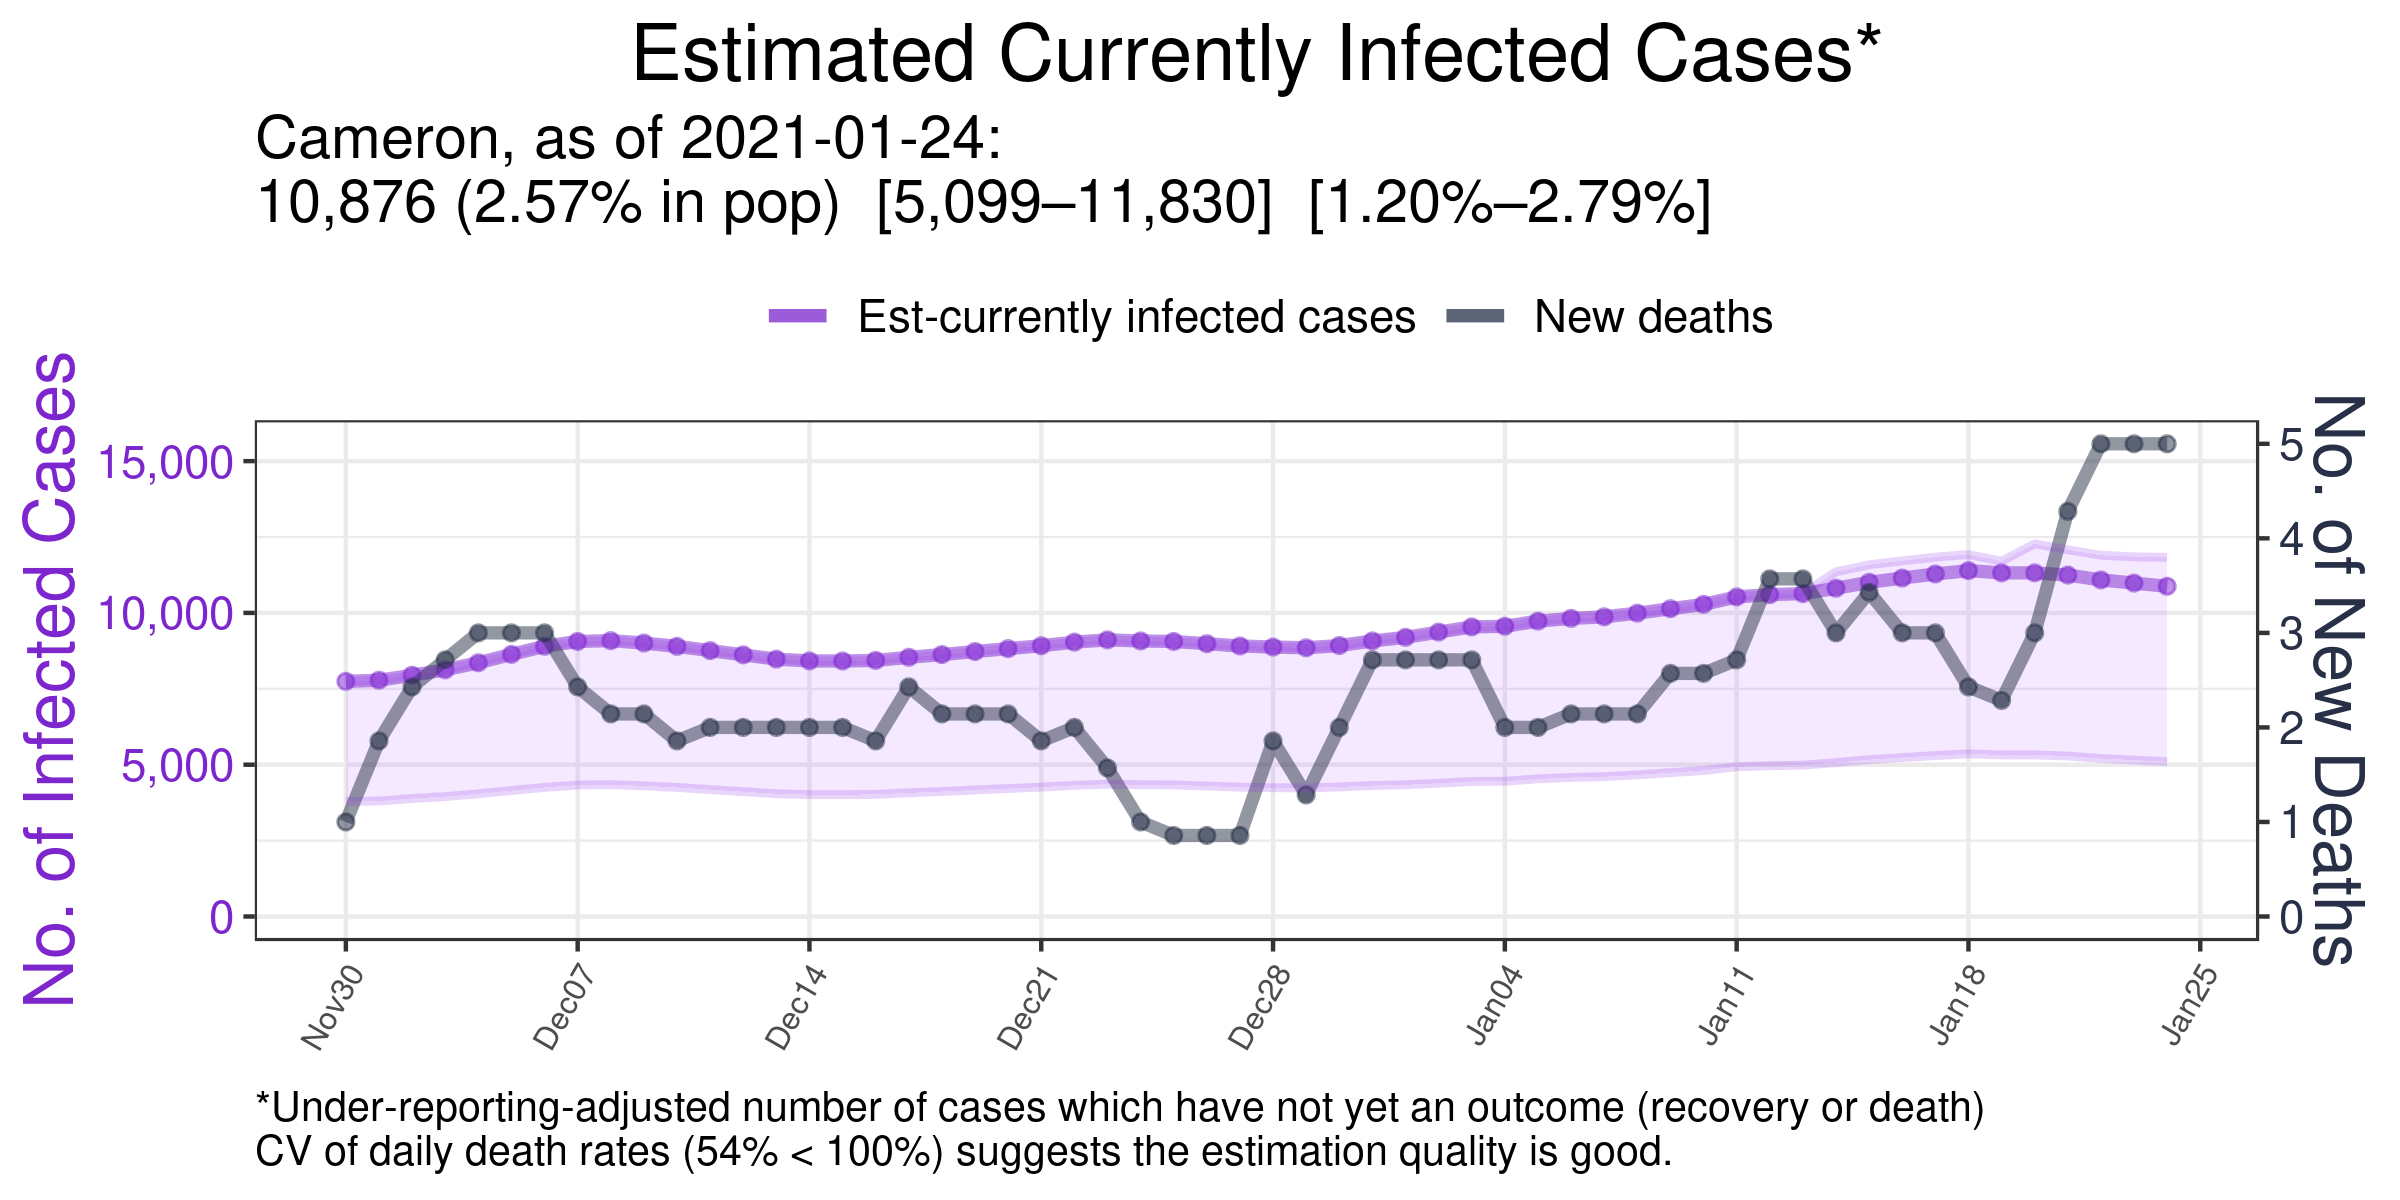 Estimated Currently Infected Cases*
Cameron, as of 2021-01-24:
10,876 (2.57% in pop)  [5,099–11,830]  [1.20%–2.79%]
Est-currently infected cases
New deaths
No. of Infected Cases
15,000
10,000
5,000
0
5
4
3
2
1
0
No. of New Deaths
Nov30
Dec07
Dec14
Dec21
Dec28
Jan04
Jan11
Jan18
Jan25
*Under-reporting-adjusted number of cases which have not yet an outcome (recovery or death)
CV of daily death rates (54% < 100%) suggests the estimation quality is good.